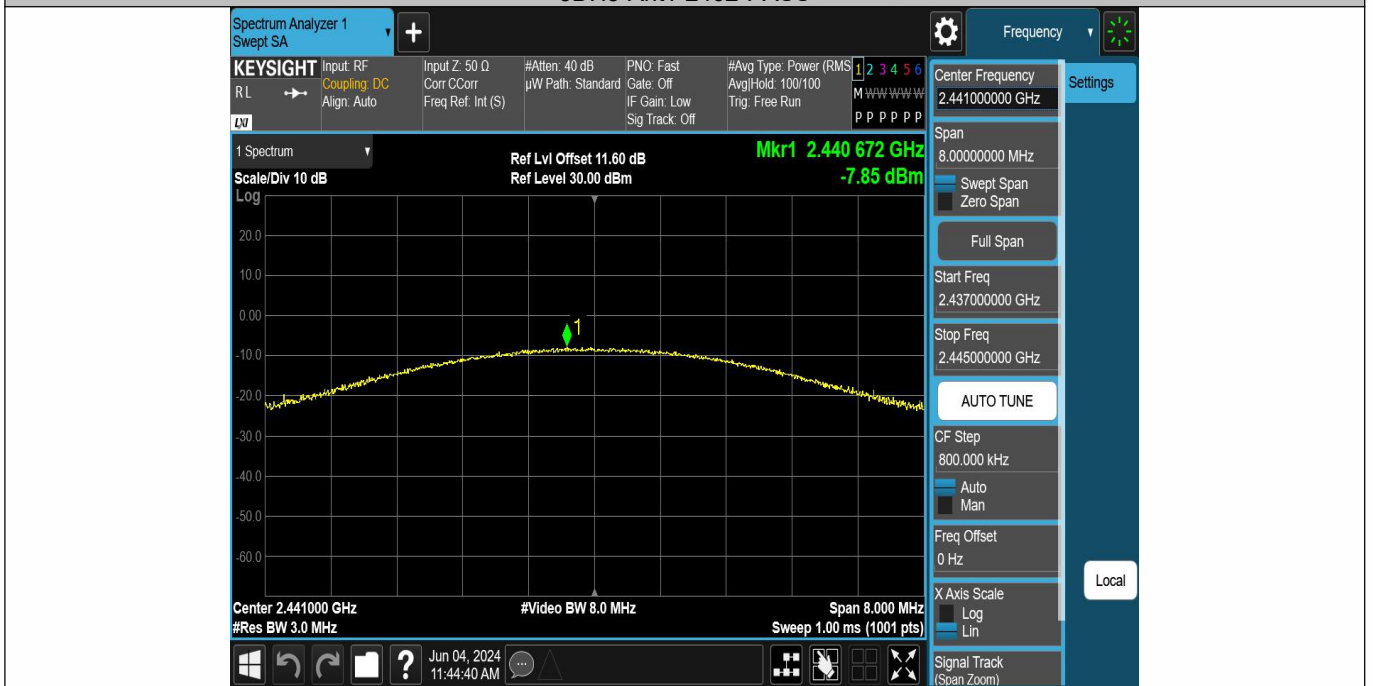 Spectrum Analyzer 1
Swept SA
+
Frequency
KEYSIGHT
R L
LXI
Input: RF
Coupling: DC
Align: Auto
Input Z: 50 Ω
Corr CCorr
Freq Ref: Int (S)
#Atten: 40 dB
µW Path: Standard
PNO: Fast
Gate: Off
IF Gain: Low
Sig Track: Off
#Avg Type: Power (RMS
Avg|Hold: 100/100
Trig: Free Run
1 2 3 4 5 6
M W W W W W
P P P P P P
1 Spectrum
Scale/Div 10 dB
Ref Lvl Offset 11.60 dB
Ref Level 30.00 dBm
Mkr1 2.440 672 GHz
-7.85 dBm
Log
20.0
10.0
0.00
-10.0
-20.0
-30.0
-40.0
-50.0
-60.0
1
Center 2.441000 GHz
#Res BW 3.0 MHz
#Video BW 8.0 MHz
Span 8.000 MHz
Sweep 1.00 ms (1001 pts)
Center Frequency
2.441000000 GHz
Settings
Span
8.00000000 MHz
Swept Span
Zero Span
Full Span
Start Freq
2.437000000 GHz
Stop Freq
2.445000000 GHz
AUTO TUNE
CF Step
800.000 kHz
Auto
Man
Freq Offset
0 Hz
X Axis Scale
Log
Lin
Signal Track
(Span Zoom)
Local
?
Jun 04, 2024
11:44:40 AM